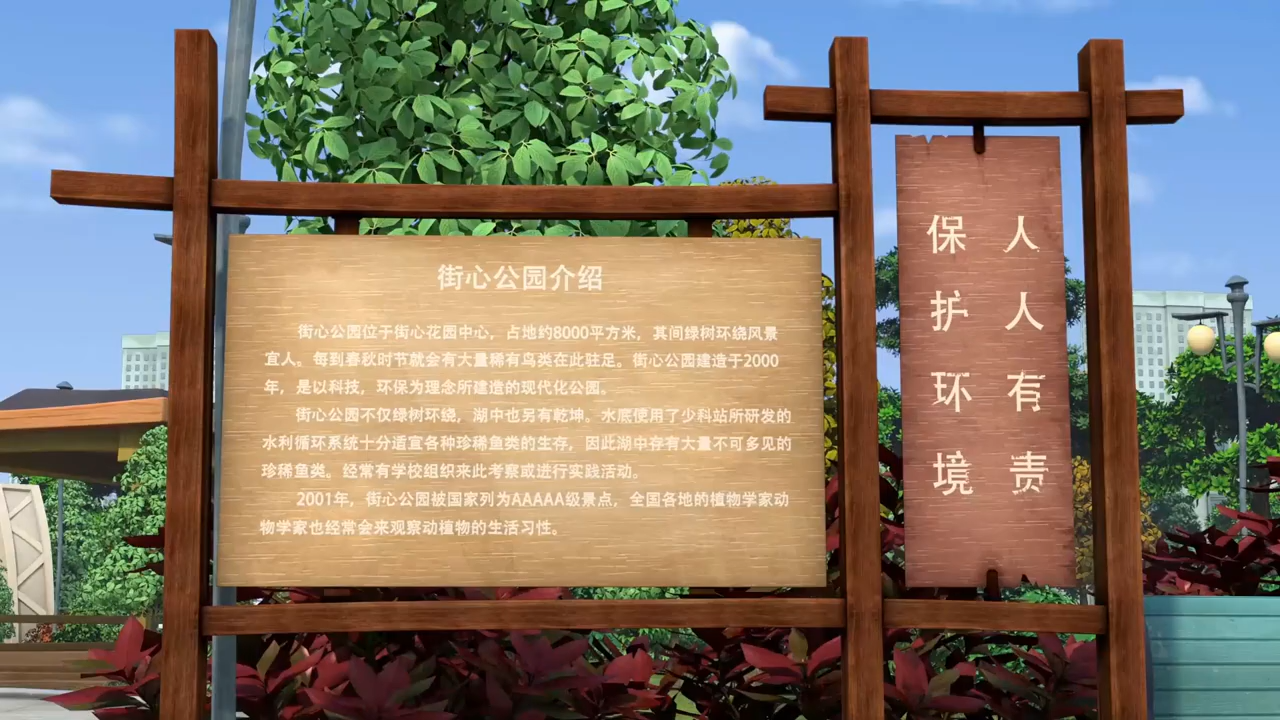 街心公园介绍
街心公园位于街心花园中心，占地约8000平方米，其间绿树环绕风景
宜人。每到春秋时节就会有大量稀有鸟类在此驻足。街心公园建造于2000
年，是以科技，环保为理念所建造的现代化公园。
街心公园不仅绿树环绕，湖中也另有乾坤。水底使用了少科站所研发的
水利循环系统十分适宜各种珍稀鱼类的生存，因此湖中存有大量不可多见的
珍稀鱼类。经常有学校组织来此考察或进行实践活动。
2001年，街心公园被国家列为AAAAA级景点，全国各地的植物学家动
物学家也经常会来观察动植物的生活习性。
保护环境
人人有责